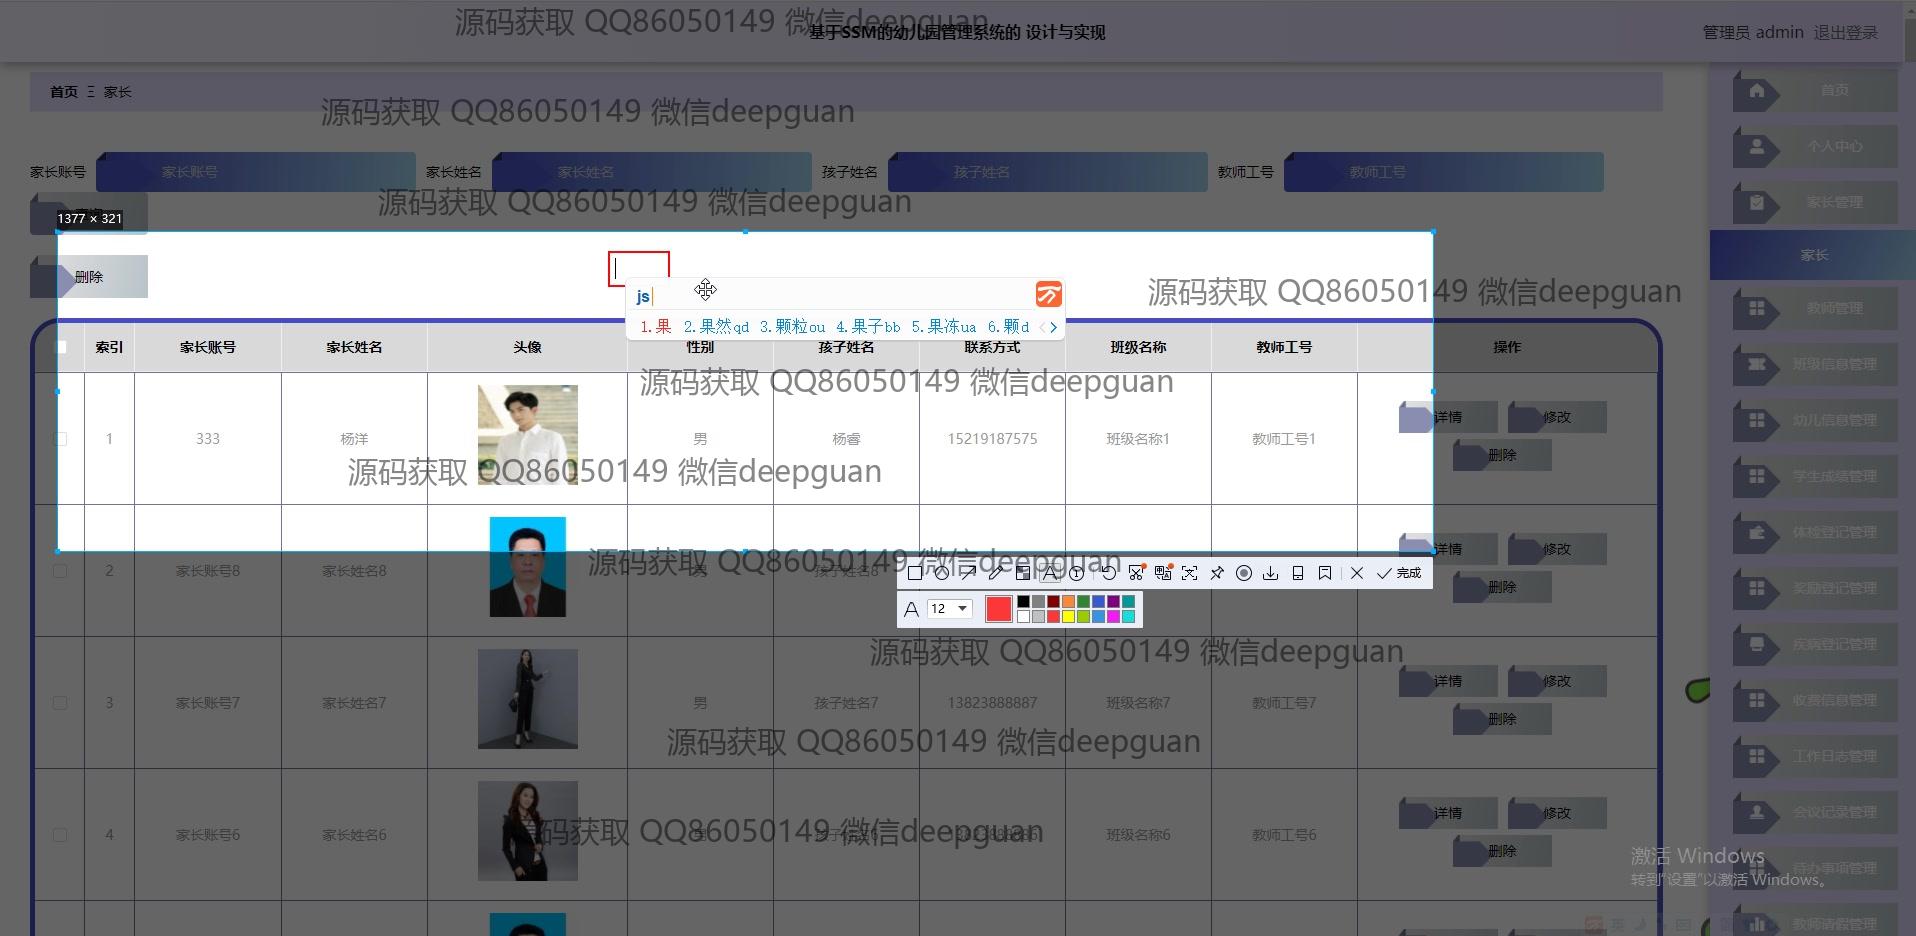 源码获取 QQ86050149 微信deepguan
基于SSM的幼儿园管理系统的 设计与实现
管理员 admin 退出登录
首页 Ξ 家长
源码获取 QQ86050149 微信deepguan
家长账号 家长账号 家长姓名 家长姓名 孩子姓名 孩子姓名 教师工号 教师工号
源码获取 QQ86050149 微信deepguan
1377 × 321
删除
js
1.果 2.果然qd 3.颗粒ou 4.果子bb 5.果冻ua 6.颗d
源码获取 QQ86050149 微信deepguan
索引 家长账号 家长姓名 头像 性别 孩子姓名 联系方式 班级名称 教师工号 操作
源码获取 QQ86050149 微信deepguan
1 333 杨洋 男 杨睿 15219187575 班级名称1 教师工号1 详情 修改
删除
源码获取 QQ86050149 微信deepguan
2 家长账号8 家长姓名8 男 孩子姓名8 详情 修改
删除
源码获取 QQ86050149 微信deepguan
完成
A 12
源码获取 QQ86050149 微信deepguan
3 家长账号7 家长姓名7 男 孩子姓名7 13823888887 班级名称7 教师工号7 详情 修改
删除
源码获取 QQ86050149 微信deepguan
4 家长账号6 家长姓名6 男 孩子姓名6 13823888886 班级名称6 教师工号6 详情 修改
删除
码获取 QQ86050149 微信deepguan
首页
个人中心
家长管理
家长
教师管理
班级信息管理
幼儿信息管理
学生成绩管理
体检登记管理
奖励登记管理
疾病登记管理
收费信息管理
工作日志管理
会议记录管理
待办事项管理
教师请假管理
激活 Windows
转到"设置"以激活 Windows。
英